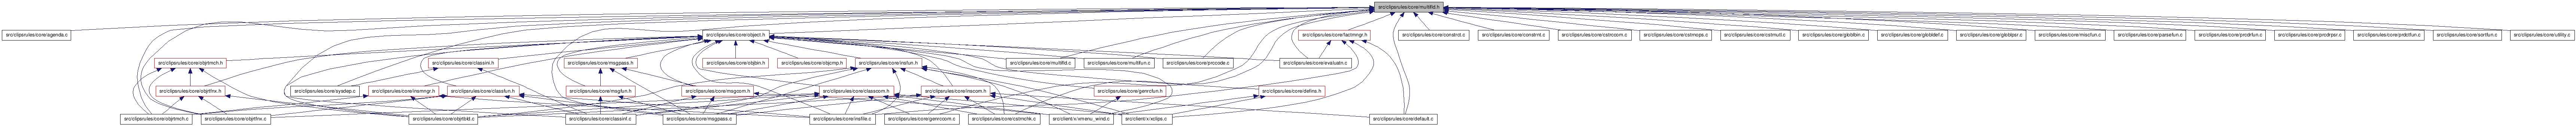 src/clipsrules/core/multifld.h
src/clipsrules/core/agenda.c
src/clipsrules/core/object.h
src/clipsrules/core/factmngr.h
src/clipsrules/core/constrct.c
src/clipsrules/core/constrnt.c
src/clipsrules/core/cstrccom.c
src/clipsrules/core/cstrnops.c
src/clipsrules/core/cstrnutl.c
src/clipsrules/core/globlbin.c
src/clipsrules/core/globldef.c
src/clipsrules/core/globlpsr.c
src/clipsrules/core/miscfun.c
src/clipsrules/core/parsefun.c
src/clipsrules/core/prcdrfun.c
src/clipsrules/core/prcdrpsr.c
src/clipsrules/core/prdctfun.c
src/clipsrules/core/sortfun.c
src/clipsrules/core/utility.c
src/clipsrules/core/objrtmch.h
src/clipsrules/core/classini.h
src/clipsrules/core/msgpass.h
src/clipsrules/core/objbin.h
src/clipsrules/core/objcmp.h
src/clipsrules/core/insfun.h
src/clipsrules/core/multifld.c
src/clipsrules/core/multifun.c
src/clipsrules/core/prccode.c
src/clipsrules/core/evaluatn.c
src/clipsrules/core/objrtfnx.h
src/clipsrules/core/sysdep.c
src/clipsrules/core/insmngr.h
src/clipsrules/core/classfun.h
src/clipsrules/core/msgfun.h
src/clipsrules/core/msgcom.h
src/clipsrules/core/classcom.h
src/clipsrules/core/inscom.h
src/clipsrules/core/genrcfun.h
src/clipsrules/core/defins.h
src/clipsrules/core/objrtmch.c
src/clipsrules/core/objrtfnx.c
src/clipsrules/core/objrtbld.c
src/clipsrules/core/classinf.c
src/clipsrules/core/msgpass.c
src/clipsrules/core/insfile.c
src/clipsrules/core/genrccom.c
src/clipsrules/core/cstrnchk.c
src/client/x/xmenu_wind.c
src/client/x/xclips.c
src/clipsrules/core/default.c